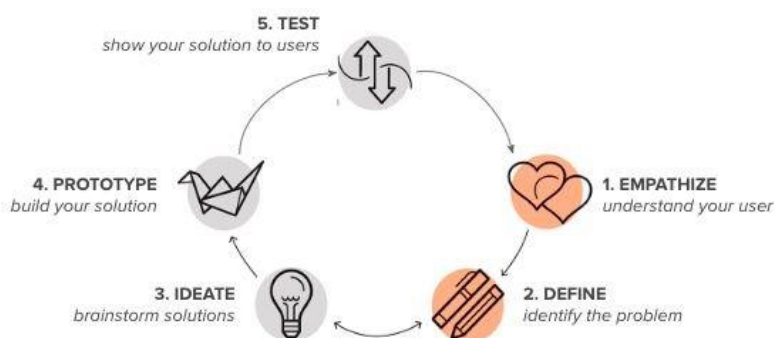 5. TEST
show your solution to users
4. PROTOTYPE
build your solution
1. EMPATHIZE
understand your user
3. IDEATE
brainstorm solutions
2. DEFINE
identify the problem